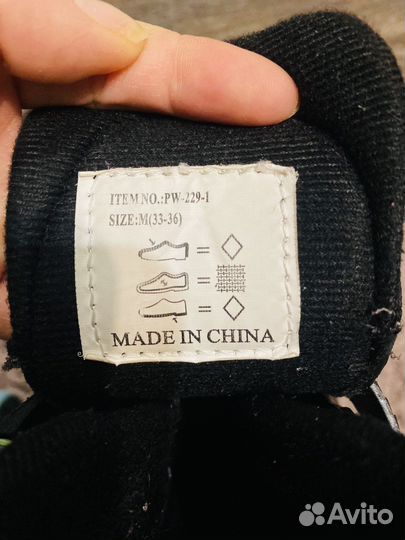 ITEM NO.:PW-229-1
SIZE:M(33-36)
MADE IN CHINA
Avito